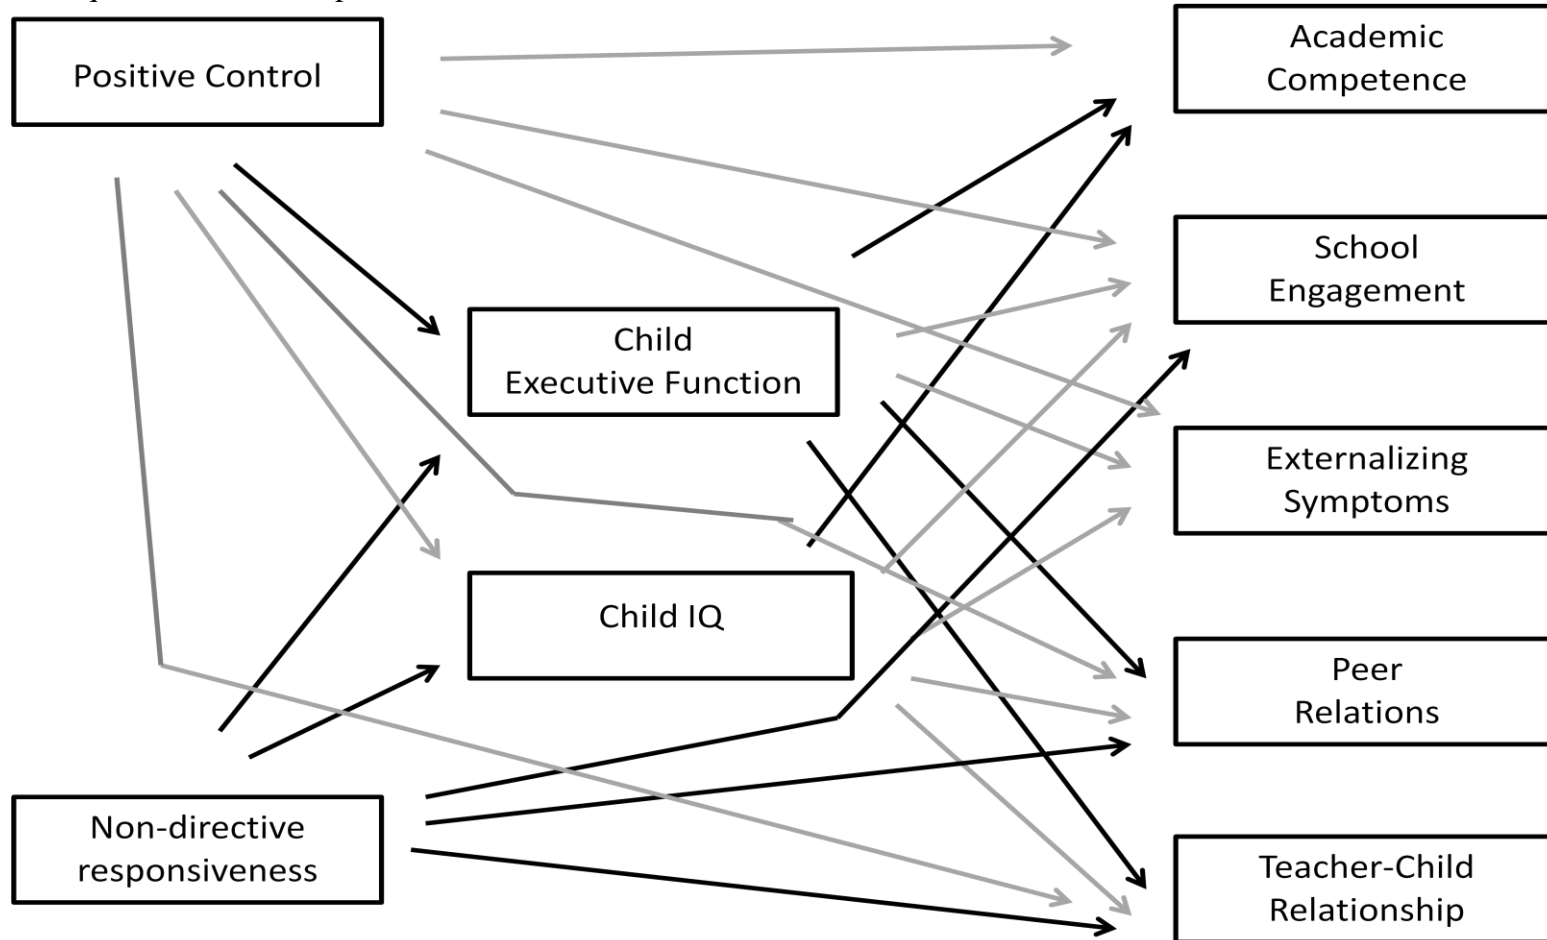 Positive Control
Academic
Competence
School
Engagement
Child
Executive Function
Externalizing
Symptoms
Child IQ
Peer
Relations
Non-directive
responsiveness
Teacher-Child
Relationship